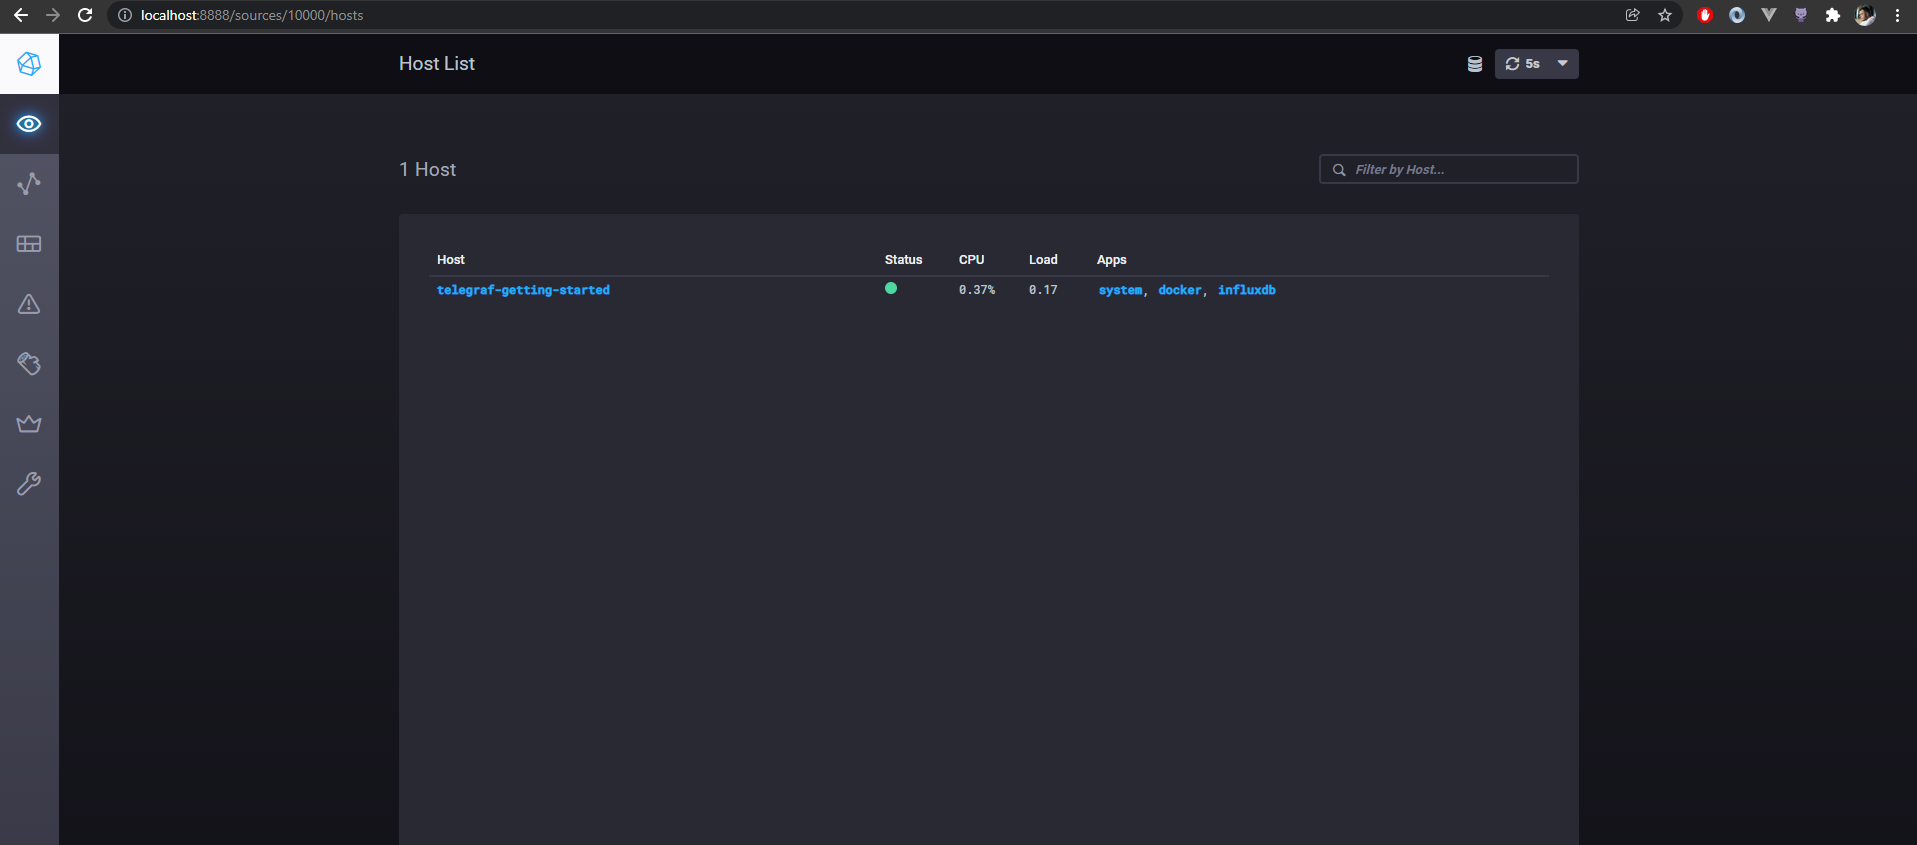 localhost:8888/sources/10000/hosts
Host List
5s
1 Host
Filter by Host...
Host Status CPU Load Apps
telegraf-getting-started 0.37% 0.17 system, docker, influxdb